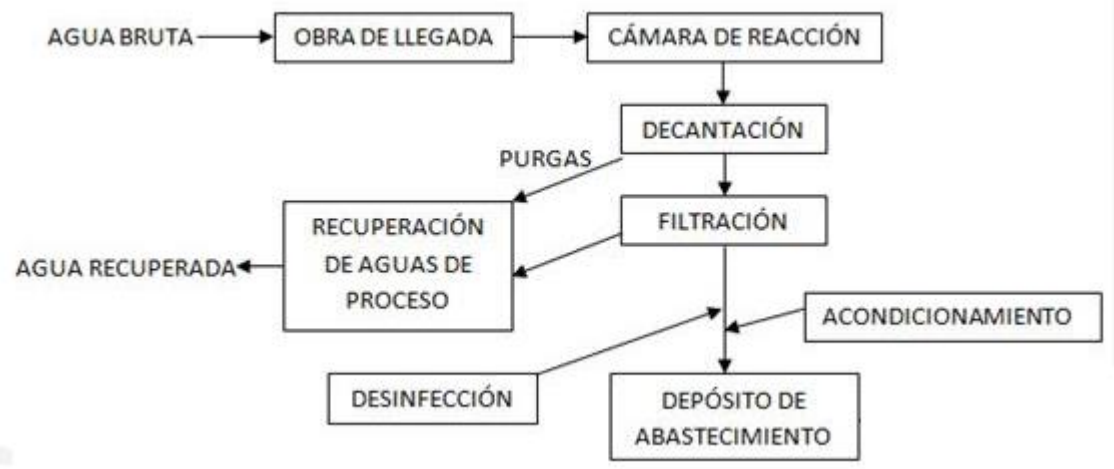 AGUA BRUTA
OBRA DE LLEGADA
CÁMARA DE REACCIÓN
DECANTACIÓN
PURGAS
RECUPERACIÓN
DE AGUAS DE
PROCESO
FILTRACIÓN
AGUA RECUPERADA
ACONDICIONAMIENTO
DESINFECCIÓN
DEPÓSITO DE
ABASTECIMIENTO